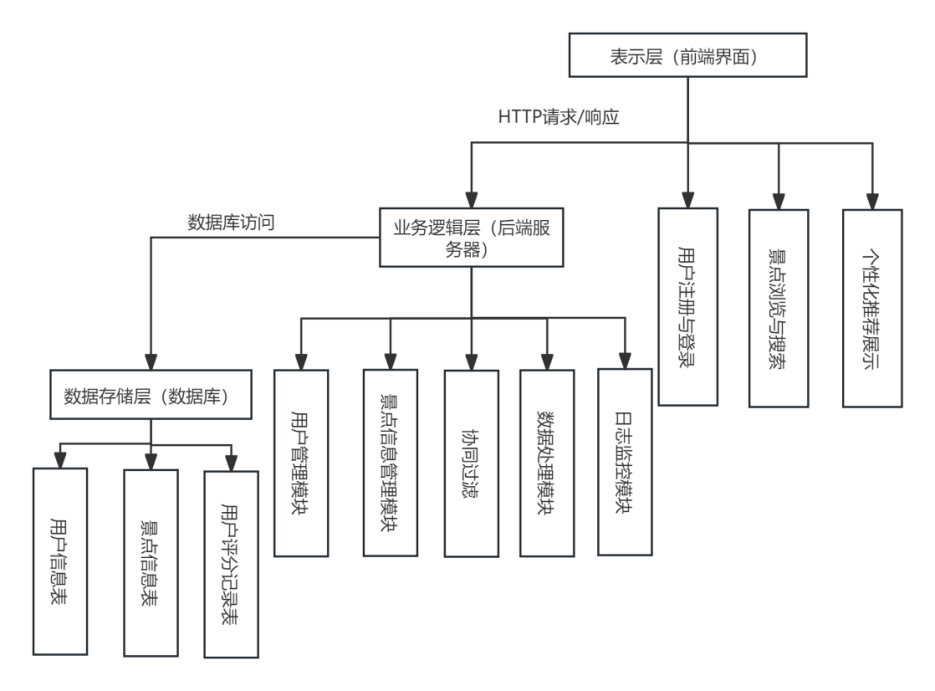 表示层（前端界面）
HTTP请求/响应
数据库访问
业务逻辑层（后端服
务器）
用户注册与登录
景点浏览与搜索
个性化推荐展示
数据存储层（数据库）
用户管理模块
景点信息管理模块
协同过滤
数据处理模块
日志监控模块
用户信息表
景点信息表
用户评分记录表